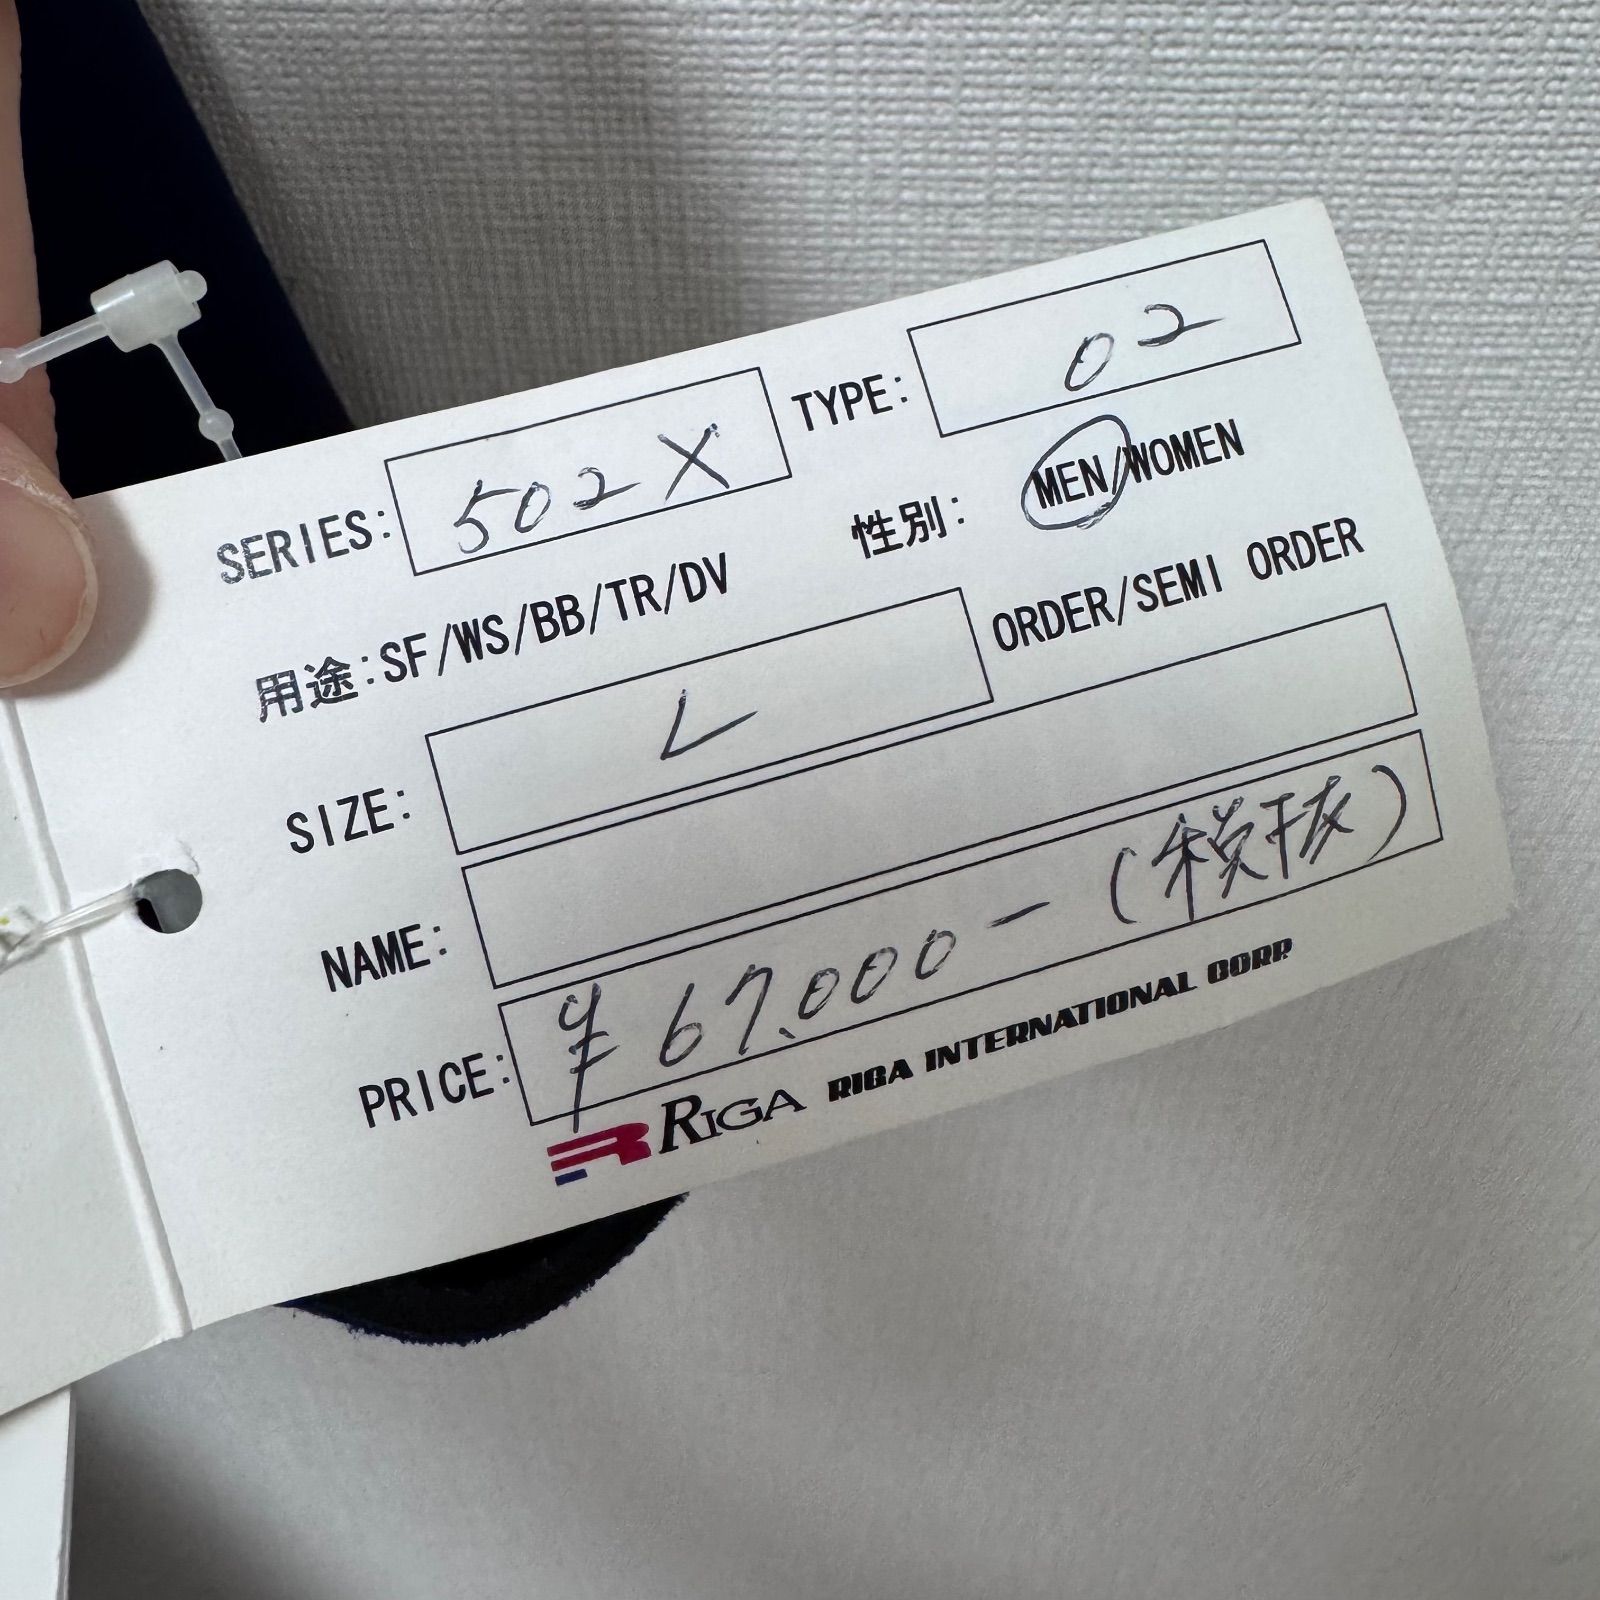 SERIES: 502X TYPE: 02
用途:SF/WS/BB/TR/DV 性別: MEN/WOMEN
SIZE: L ORDER/SEMI ORDER
NAME:
PRICE: ¥67,000-(税抜)
R RIGA RIGA INTERNATIONAL CORP.